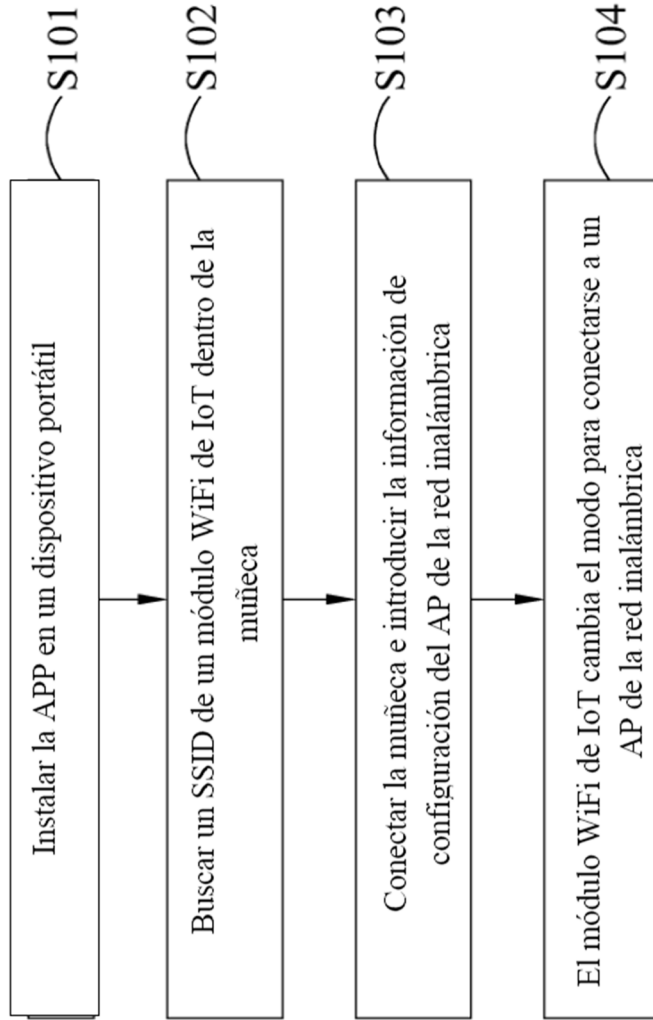 Instalar la APP en un dispositivo portátil
S101
Buscar un SSID de un módulo WiFi de IoT dentro de la
muñeca
S102
Conectar la muñeca e introducir la información de
configuración del AP de la red inalámbrica
S103
El módulo WiFi de IoT cambia el modo para conectarse a un
AP de la red inalámbrica
S104